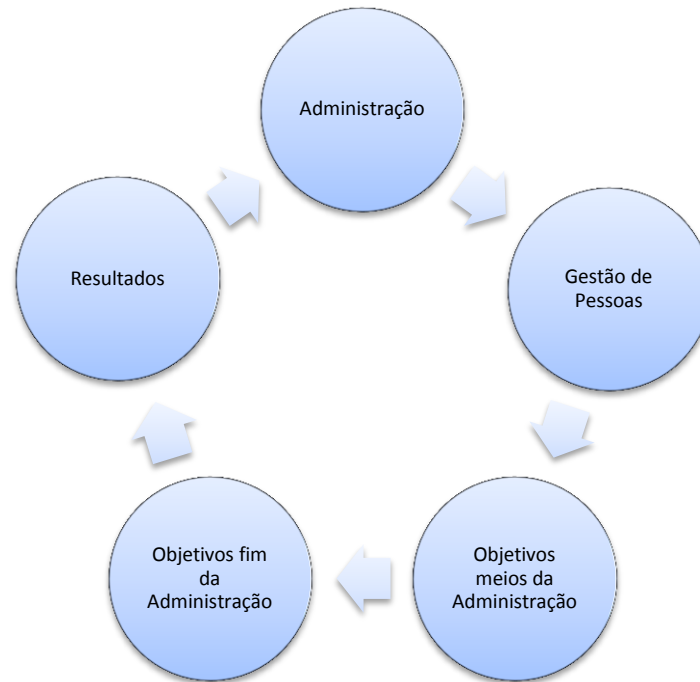 Administração
Gestão de
Pessoas
Objetivos
meios da
Administração
Objetivos fim
da
Administração
Resultados